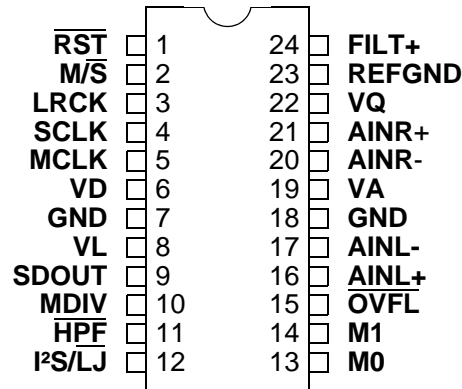 RST 1 24 FILT+
M/S 2 23 REFGND
LRCK 3 22 VQ
SCLK 4 21 AINR+
MCLK 5 20 AINR-
VD 6 19 VA
GND 7 18 GND
VL 8 17 AINL-
SDOUT 9 16 AINL+
MDIV 10 15 OVFL
HPF 11 14 M1
I²S/LJ 12 13 M0